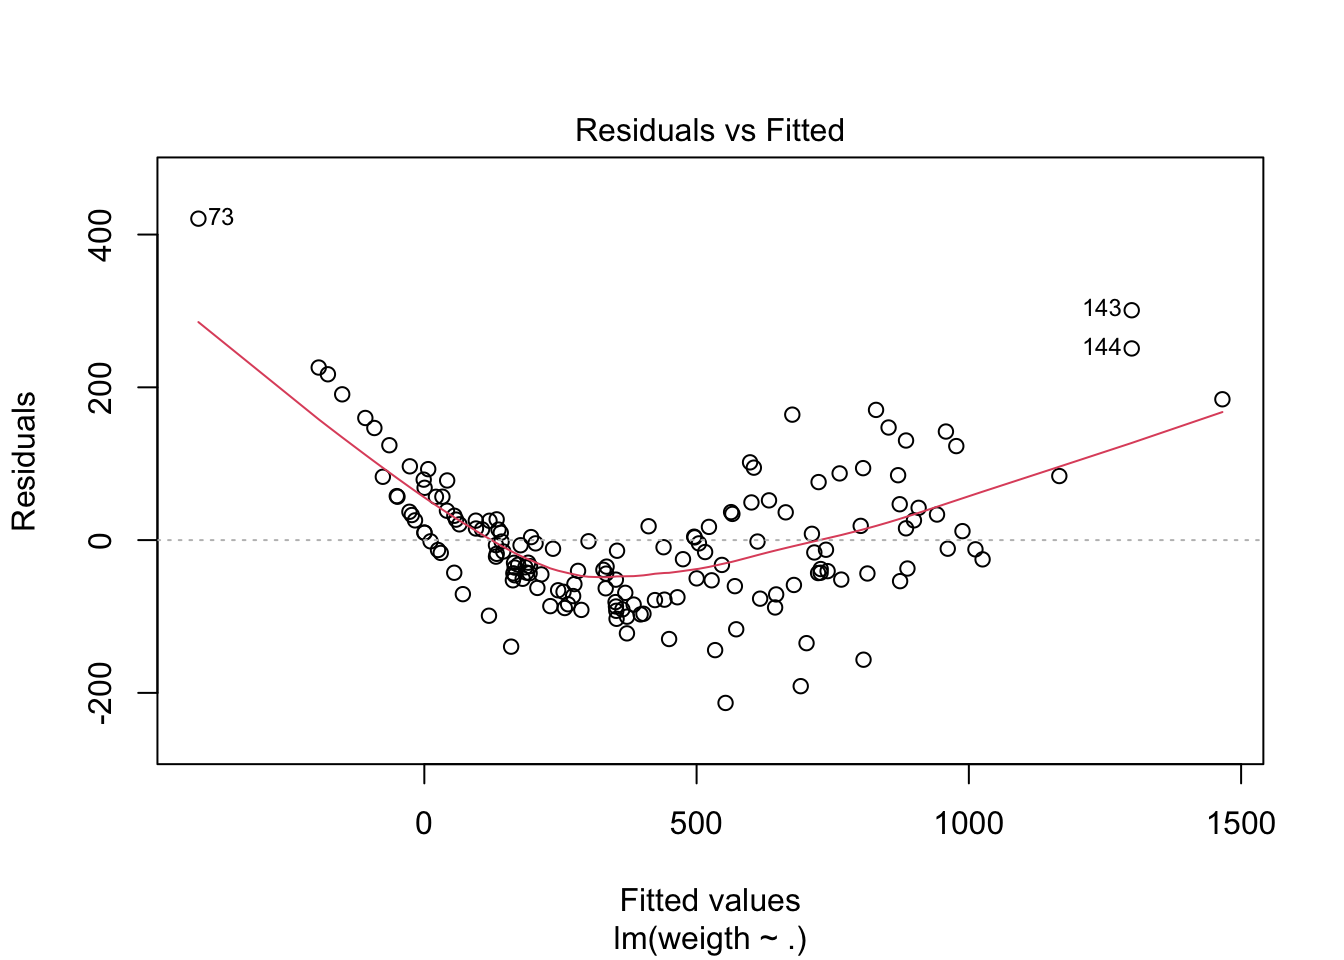 Residuals vs Fitted
73
143
144
Residuals
400
200
0
-200
0 500 1000 1500
Fitted values
lm(weigth ~ .)